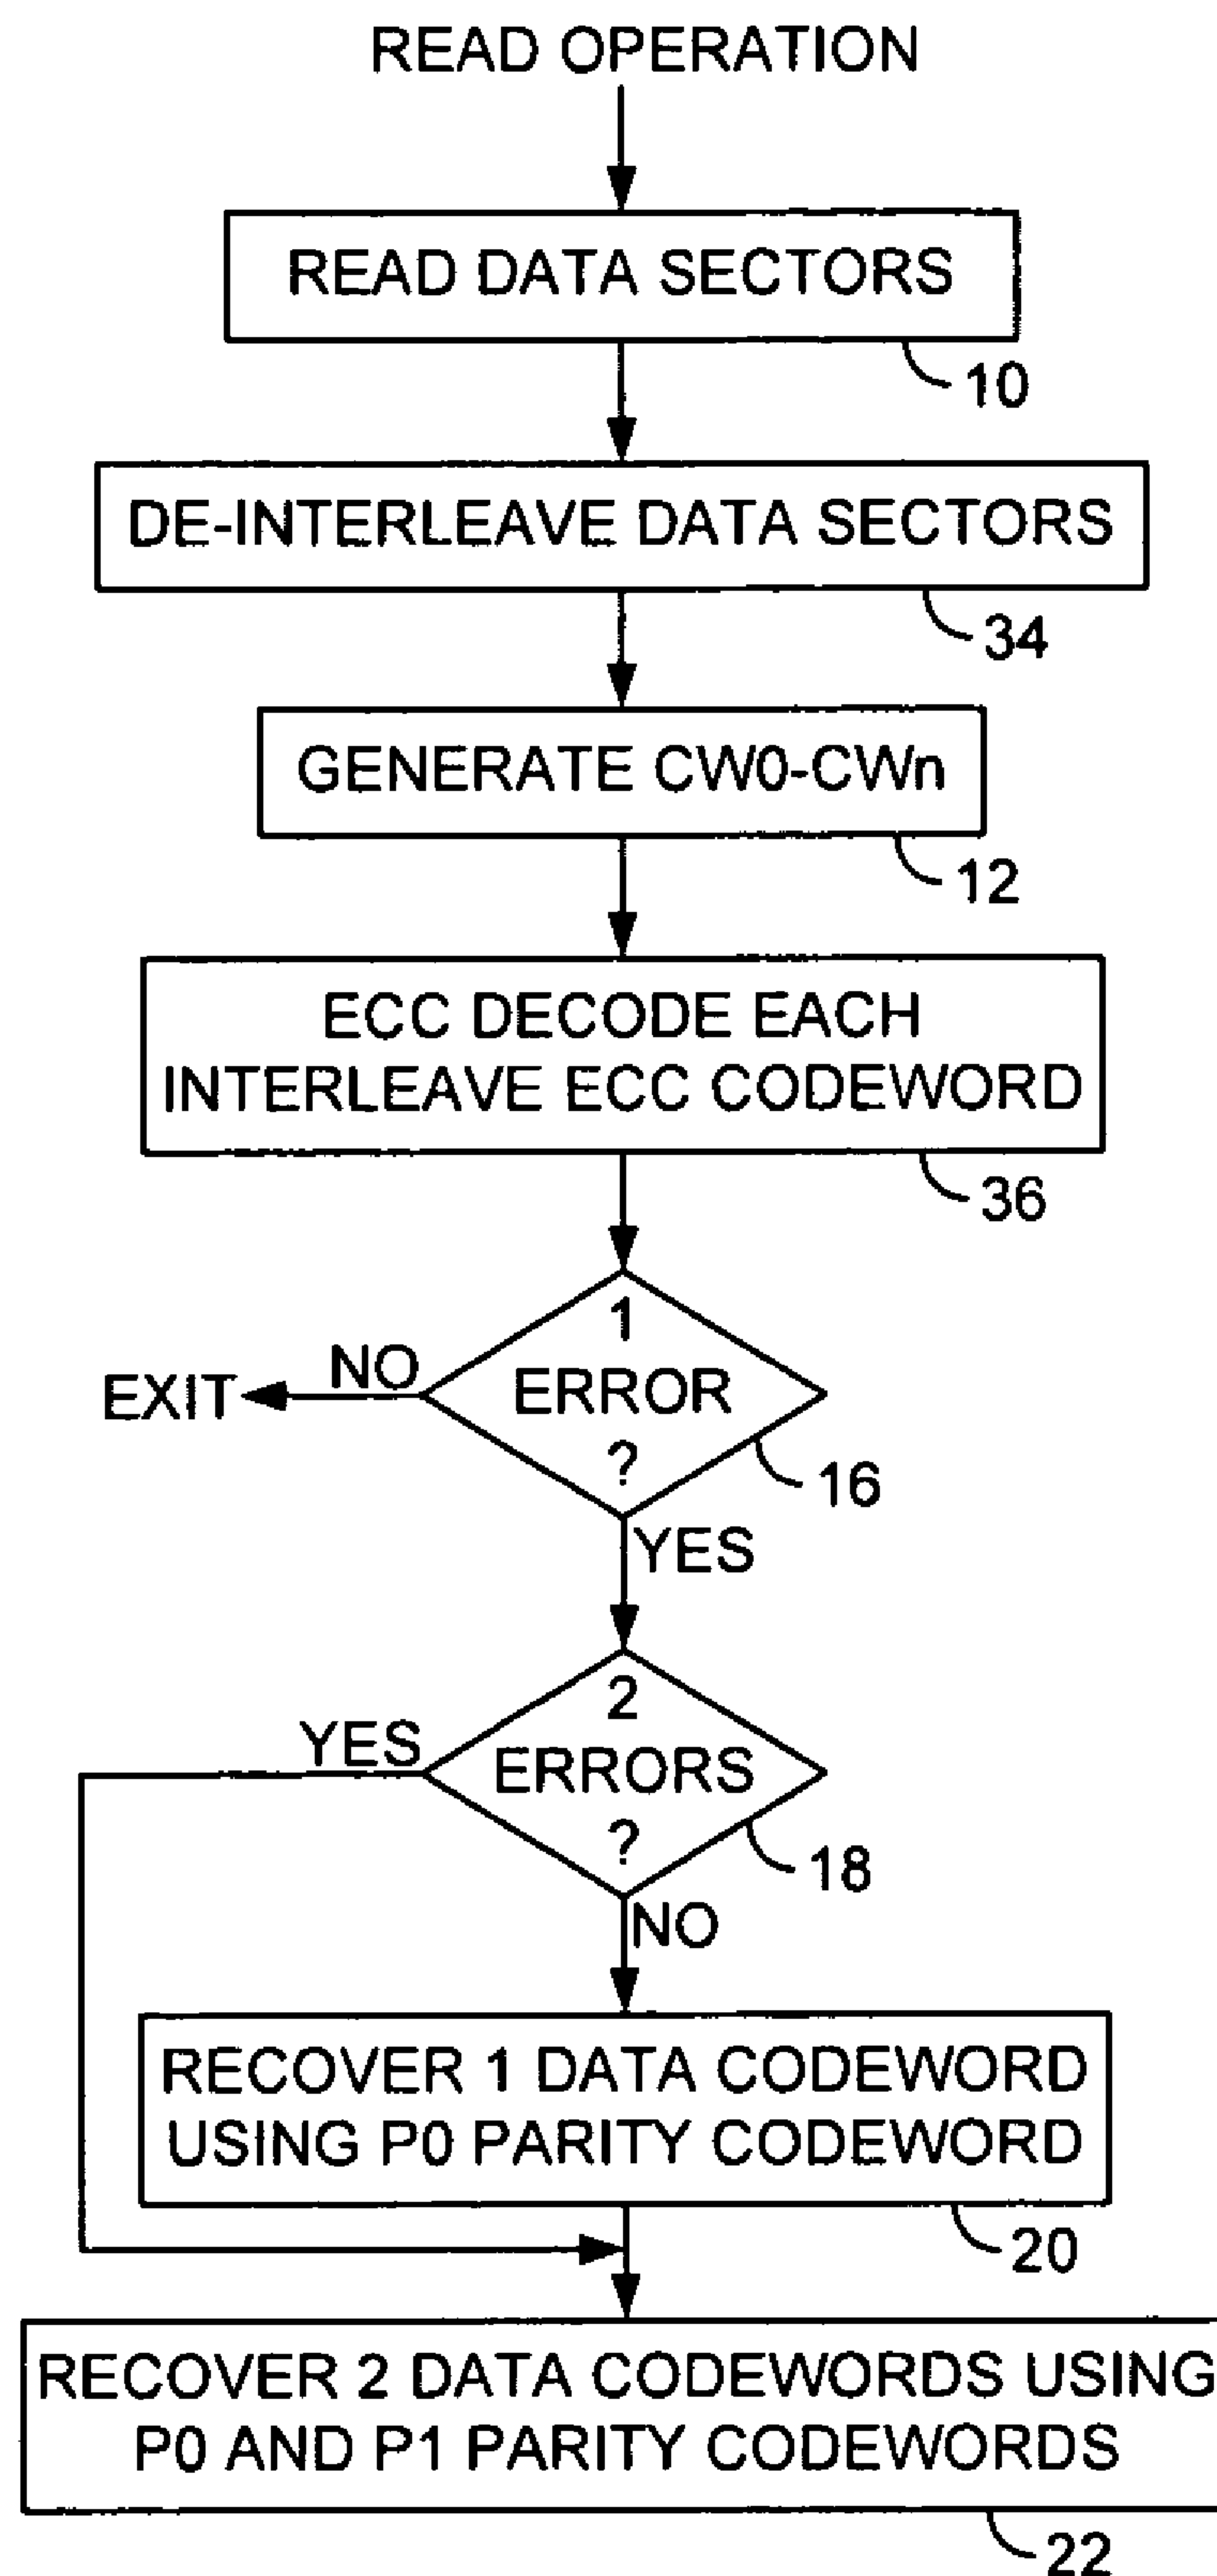 READ OPERATION
READ DATA SECTORS
10
DE-INTERLEAVE DATA SECTORS
34
GENERATE CW0-CWn
12
ECC DECODE EACH
INTERLEAVE ECC CODEWORD
36
1
ERROR
?
NO
EXIT
16
YES
2
ERRORS
?
YES
18
NO
RECOVER 1 DATA CODEWORD
USING P0 PARITY CODEWORD
20
RECOVER 2 DATA CODEWORDS USING
P0 AND P1 PARITY CODEWORDS
22